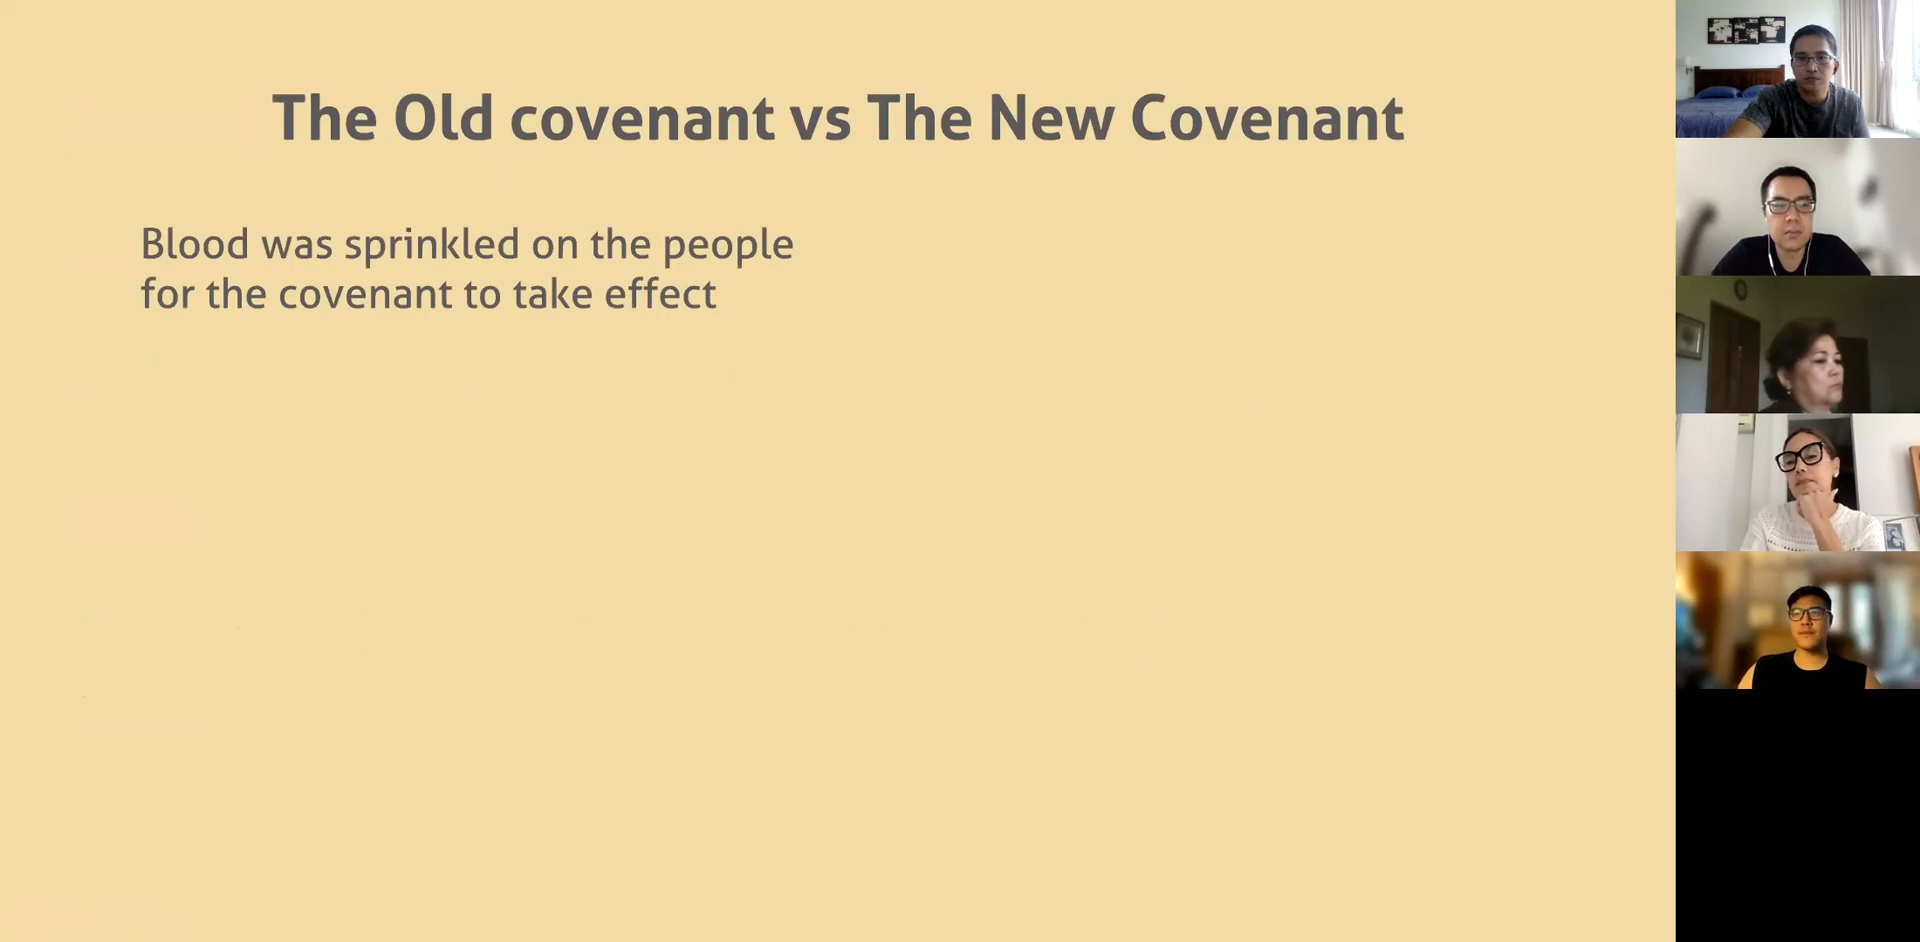 The Old covenant vs The New Covenant
Blood was sprinkled on the people
for the covenant to take effect